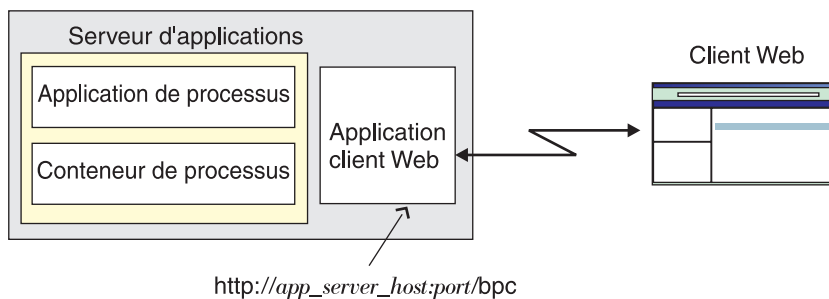 Serveur d'applications
Application de processus
Conteneur de processus
Application
client Web
Client Web
http://app_server_host:port/bpc